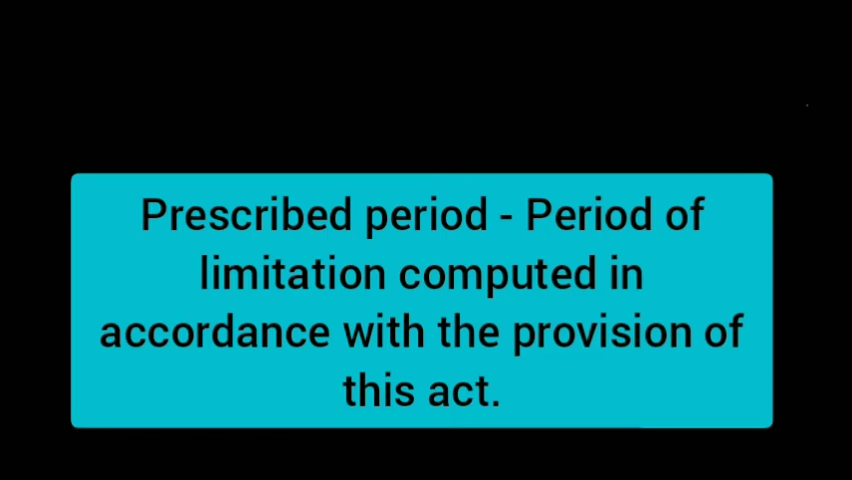 Prescribed period - Period of
limitation computed in
accordance with the provision of
this act.